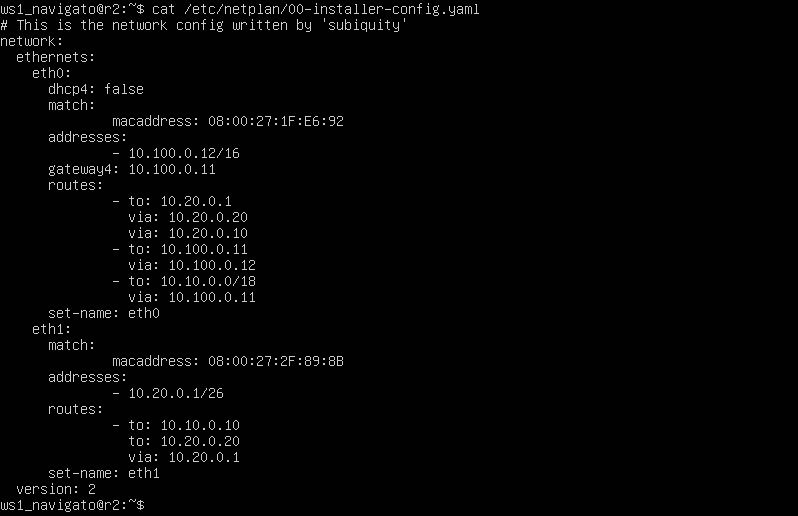 ws1_navigato@r2:~$ cat /etc/netplan/00-installer-config.yaml
# This is the network config written by 'subiquity'
network:
  ethernets:
    eth0:
      dhcp4: false
      match:
              macaddress: 08:00:27:1F:E6:92
      addresses:
              - 10.100.0.12/16
      gateway4: 10.100.0.11
      routes:
              - to: 10.20.0.1
                via: 10.20.0.20
                via: 10.20.0.10
              - to: 10.100.0.11
                via: 10.100.0.12
              - to: 10.10.0.0/18
                via: 10.100.0.11
      set-name: eth0
    eth1:
      match:
              macaddress: 08:00:27:2F:89:8B
      addresses:
              - 10.20.0.1/26
      routes:
              - to: 10.10.0.10
                to: 10.20.0.20
                via: 10.20.0.1
      set-name: eth1
  version: 2
ws1_navigato@r2:~$